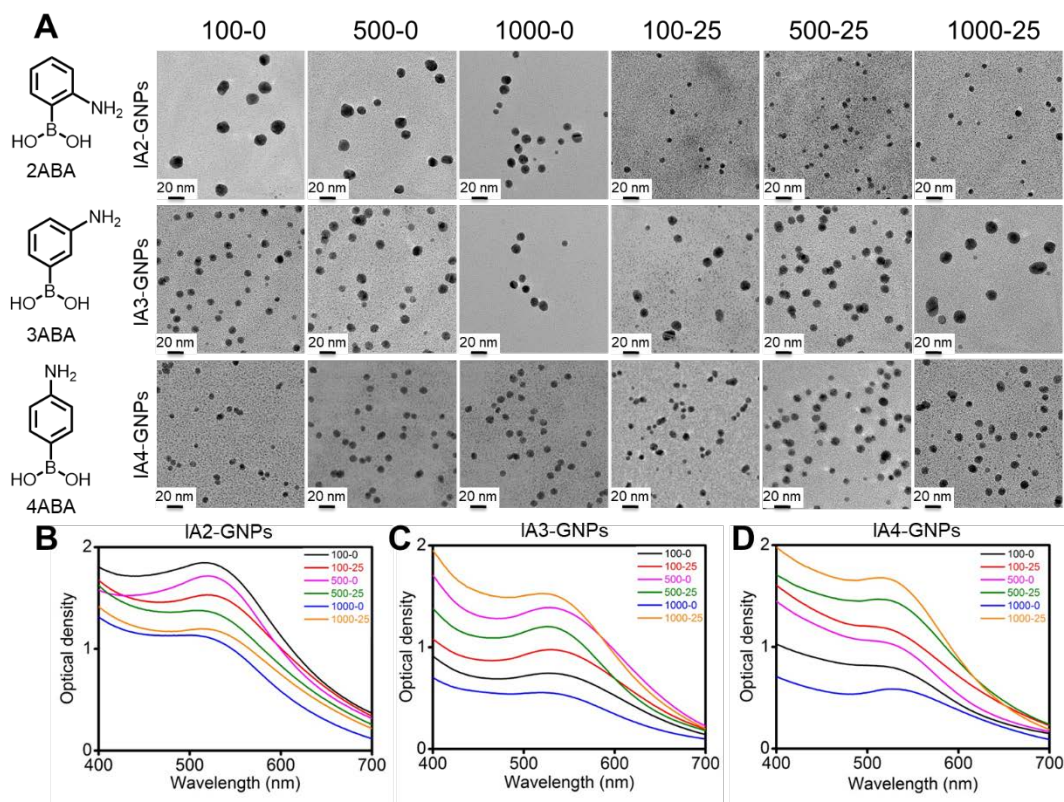 A
100-0 500-0 1000-0 100-25 500-25 1000-25
NH₂
B
HO OH
2ABA
IA2-GNPs
20 nm 20 nm 20 nm 20 nm 20 nm 20 nm
NH₂
B
HO OH
3ABA
IA3-GNPs
20 nm 20 nm 20 nm 20 nm 20 nm 20 nm
NH₂
B
HO OH
4ABA
IA4-GNPs
20 nm 20 nm 20 nm 20 nm 20 nm 20 nm
B
IA2-GNPs
100-0
100-25
500-0
500-25
1000-0
1000-25
Optical density
2
1
0
400 500 600 700
Wavelength (nm)
C
IA3-GNPs
100-0
100-25
500-0
500-25
1000-0
1000-25
Optical density
2
1
0
400 500 600 700
Wavelength (nm)
D
IA4-GNPs
100-0
100-25
500-0
500-25
1000-0
1000-25
Optical density
2
1
0
400 500 600 700
Wavelength (nm)